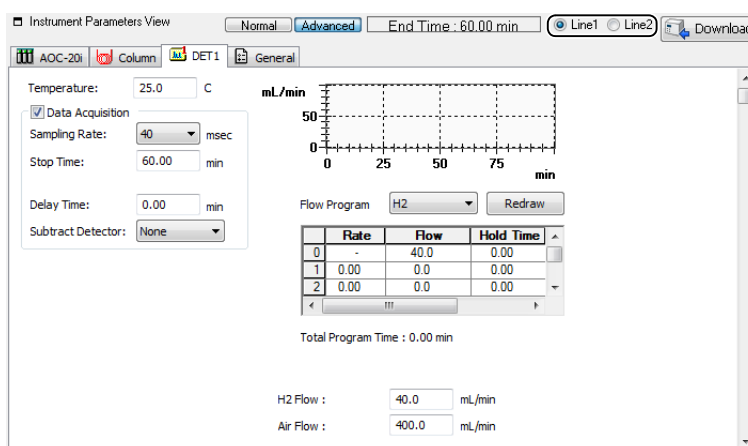 Instrument Parameters View Normal Advanced End Time : 60.00 min Line1 Line2 Download
AOC-20i Column DET1 General
Temperature: 25.0 C
Data Acquisition
Sampling Rate: 40 msec
Stop Time: 60.00 min
Delay Time: 0.00 min
Subtract Detector: None
mL/min
50
0
0 25 50 75
min
Flow Program H2 Redraw
Rate Flow Hold Time
0 - 40.0 0.00
1 0.00 0.0 0.00
2 0.00 0.0 0.00
Total Program Time : 0.00 min
H2 Flow : 40.0 mL/min
Air Flow : 400.0 mL/min